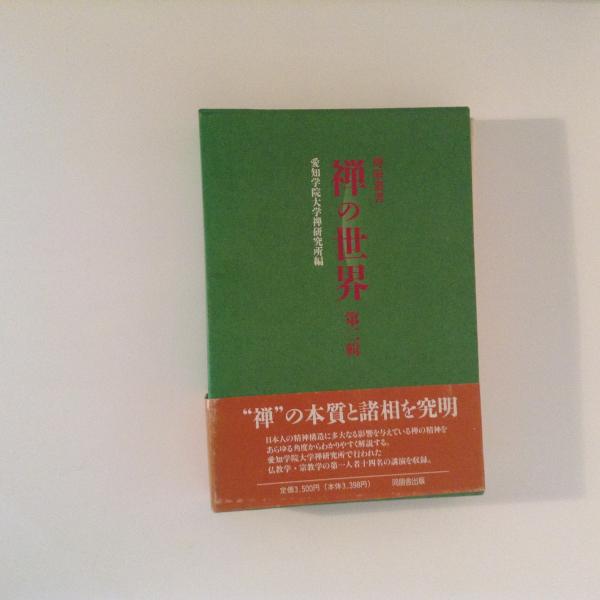 禅の世界 第二輯
愛知学院大学禅研究所編
“禅”の本質と諸相を究明
日本人の精神構造に多大なる影響を与えている禅の精神を
あらゆる角度からわかりやすく解説する。
愛知学院大学禅研究所で行われた
仏教学・宗教学の第一人者十四名の講演を収録。
定価3,500円(本体3,398円)
同朋舎出版